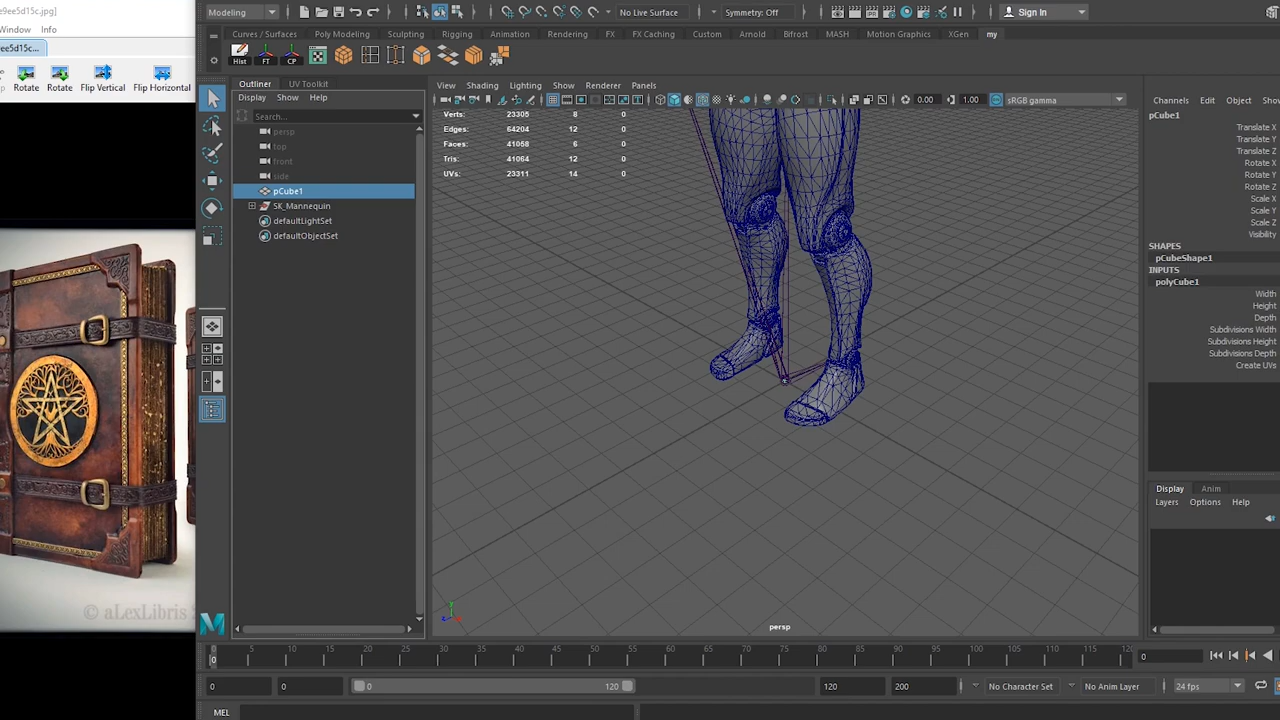 e9ee5d15c.jpg]
Window Info
ee5d15c...
Rotate Rotate Flip Vertical Flip Horizontal
© aLexLibris
Modeling
No Live Surface
Symmetry: Off
Sign In
Curves / Surfaces Poly Modeling Sculpting Rigging Animation Rendering FX FX Caching Custom Arnold Bifrost MASH Motion Graphics XGen my
Hist FT CP
Outliner UV Toolkit
Display Show Help
Search...
persp
top
front
side
pCube1
SK_Mannequin
defaultLightSet
defaultObjectSet
View Shading Lighting Show Renderer Panels
0.00 1.00 sRGB gamma
Verts: 23305 8 0
Edges: 64204 12 0
Faces: 41058 6 0
Tris: 41064 12 0
UVs: 23311 14 0
y
persp
Channels Edit Object Show
pCube1
Translate X
Translate Y
Translate Z
Rotate X
Rotate Y
Rotate Z
Scale X
Scale Y
Scale Z
Visibility
SHAPES
pCubeShape1
INPUTS
polyCube1
Width
Height
Depth
Subdivisions Width
Subdivisions Height
Subdivisions Depth
Create UVs
Display Anim
Layers Options Help
0 5 10 15 20 25 30 35 40 45 50 55 60 65 70 75 80 85 90 95 100 105 110 115 120
0 0
0 0 0 120 120 200 No Character Set No Anim Layer 24 fps
MEL